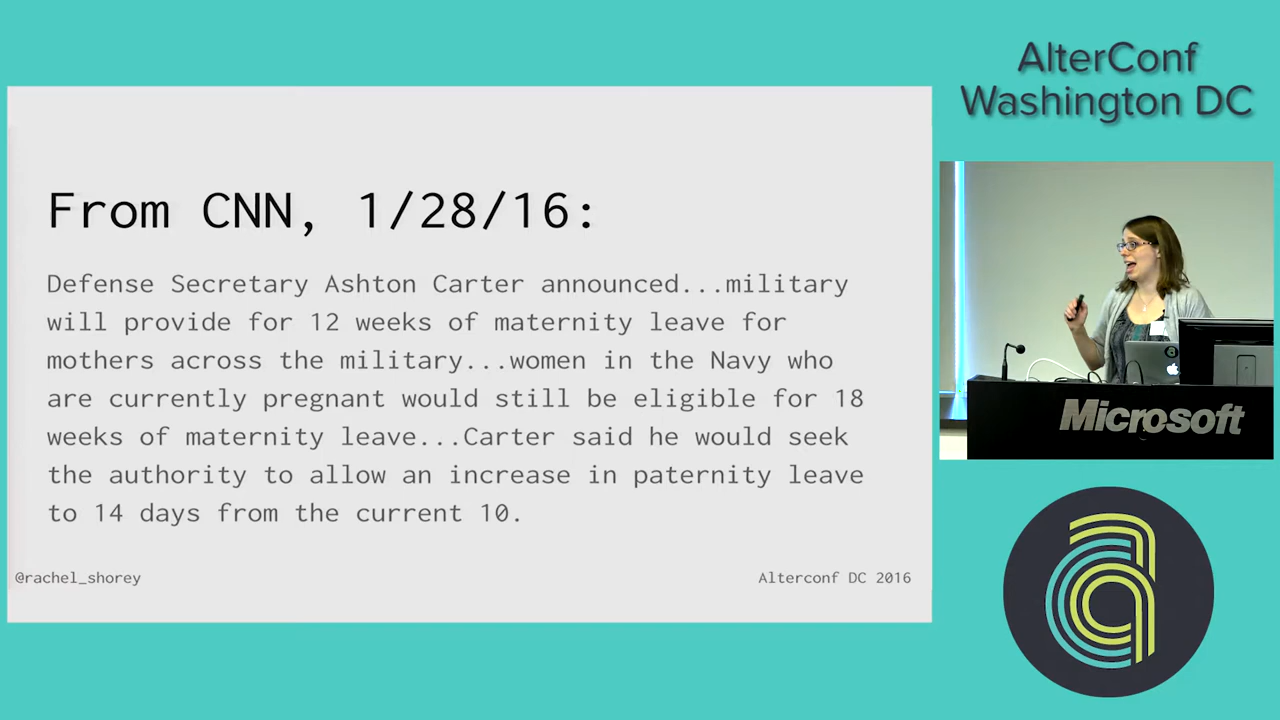 AlterConf
Washington DC
From CNN, 1/28/16:
Defense Secretary Ashton Carter announced...military
will provide for 12 weeks of maternity leave for
mothers across the military...women in the Navy who
are currently pregnant would still be eligible for 18
weeks of maternity leave...Carter said he would seek
the authority to allow an increase in paternity leave
to 14 days from the current 10.
@rachel_shorey
Alterconf DC 2016
Microsoft